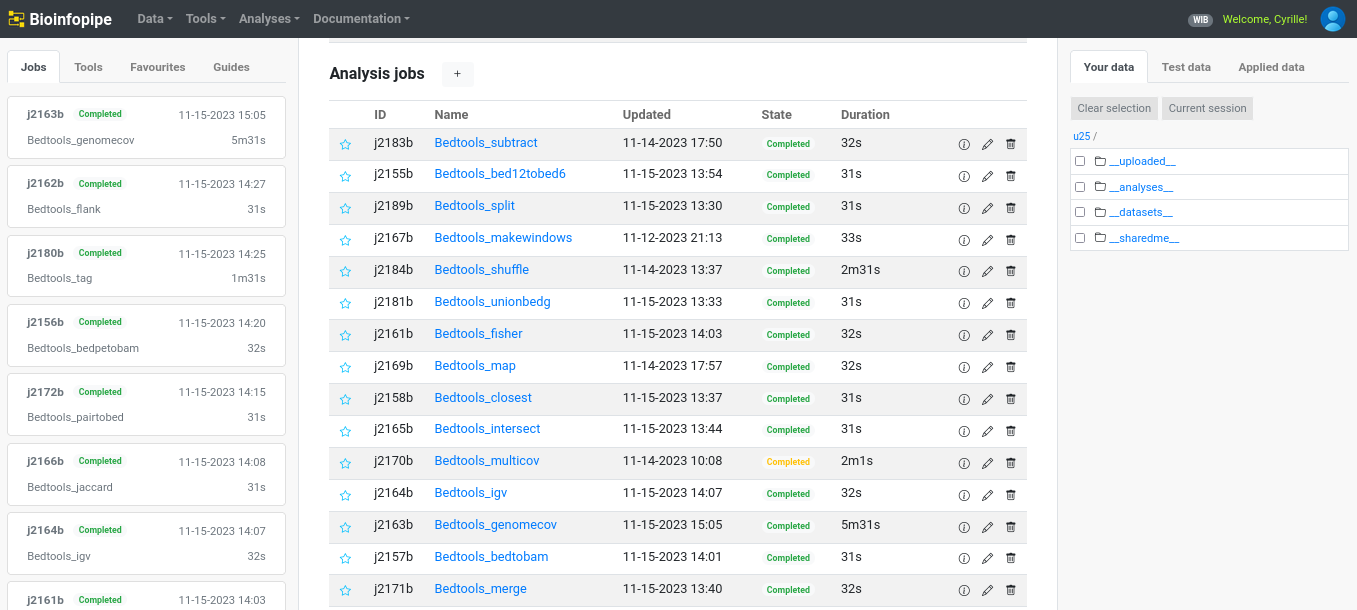 Bioinfopipe Data Tools Analyses Documentation WIB Welcome, Cyrille!
Jobs Tools Favourites Guides
j2163b Completed 11-15-2023 15:05
Bedtools_genomecov 5m31s
j2162b Completed 11-15-2023 14:27
Bedtools_flank 31s
j2180b Completed 11-15-2023 14:25
Bedtools_tag 1m31s
j2156b Completed 11-15-2023 14:20
Bedtools_bedpetobam 32s
j2172b Completed 11-15-2023 14:15
Bedtools_pairtobed 31s
j2166b Completed 11-15-2023 14:08
Bedtools_jaccard 31s
j2164b Completed 11-15-2023 14:07
Bedtools_igv 32s
j2161b Completed 11-15-2023 14:03
Analysis jobs +
ID Name Updated State Duration
j2183b Bedtools_subtract 11-14-2023 17:50 Completed 32s
j2155b Bedtools_bed12tobed6 11-15-2023 13:54 Completed 31s
j2189b Bedtools_split 11-15-2023 13:30 Completed 31s
j2167b Bedtools_makewindows 11-12-2023 21:13 Completed 33s
j2184b Bedtools_shuffle 11-14-2023 13:37 Completed 2m31s
j2181b Bedtools_unionbedg 11-15-2023 13:33 Completed 31s
j2161b Bedtools_fisher 11-15-2023 14:03 Completed 32s
j2169b Bedtools_map 11-14-2023 17:57 Completed 32s
j2158b Bedtools_closest 11-15-2023 13:37 Completed 31s
j2165b Bedtools_intersect 11-15-2023 13:44 Completed 31s
j2170b Bedtools_multicov 11-14-2023 10:08 Completed 2m1s
j2164b Bedtools_igv 11-15-2023 14:07 Completed 32s
j2163b Bedtools_genomecov 11-15-2023 15:05 Completed 5m31s
j2157b Bedtools_bedtobam 11-15-2023 14:01 Completed 31s
j2171b Bedtools_merge 11-15-2023 13:40 Completed 32s
Your data Test data Applied data
Clear selection Current session
u25 /
__uploaded__
__analyses__
__datasets__
__sharedme__